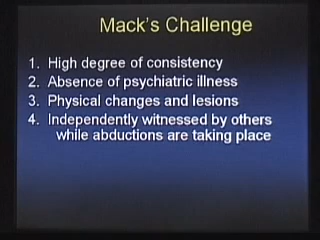 Mack's Challenge
1. High degree of consistency
2. Absence of psychiatric illness
3. Physical changes and lesions
4. Independently witnessed by others
while abductions are taking place